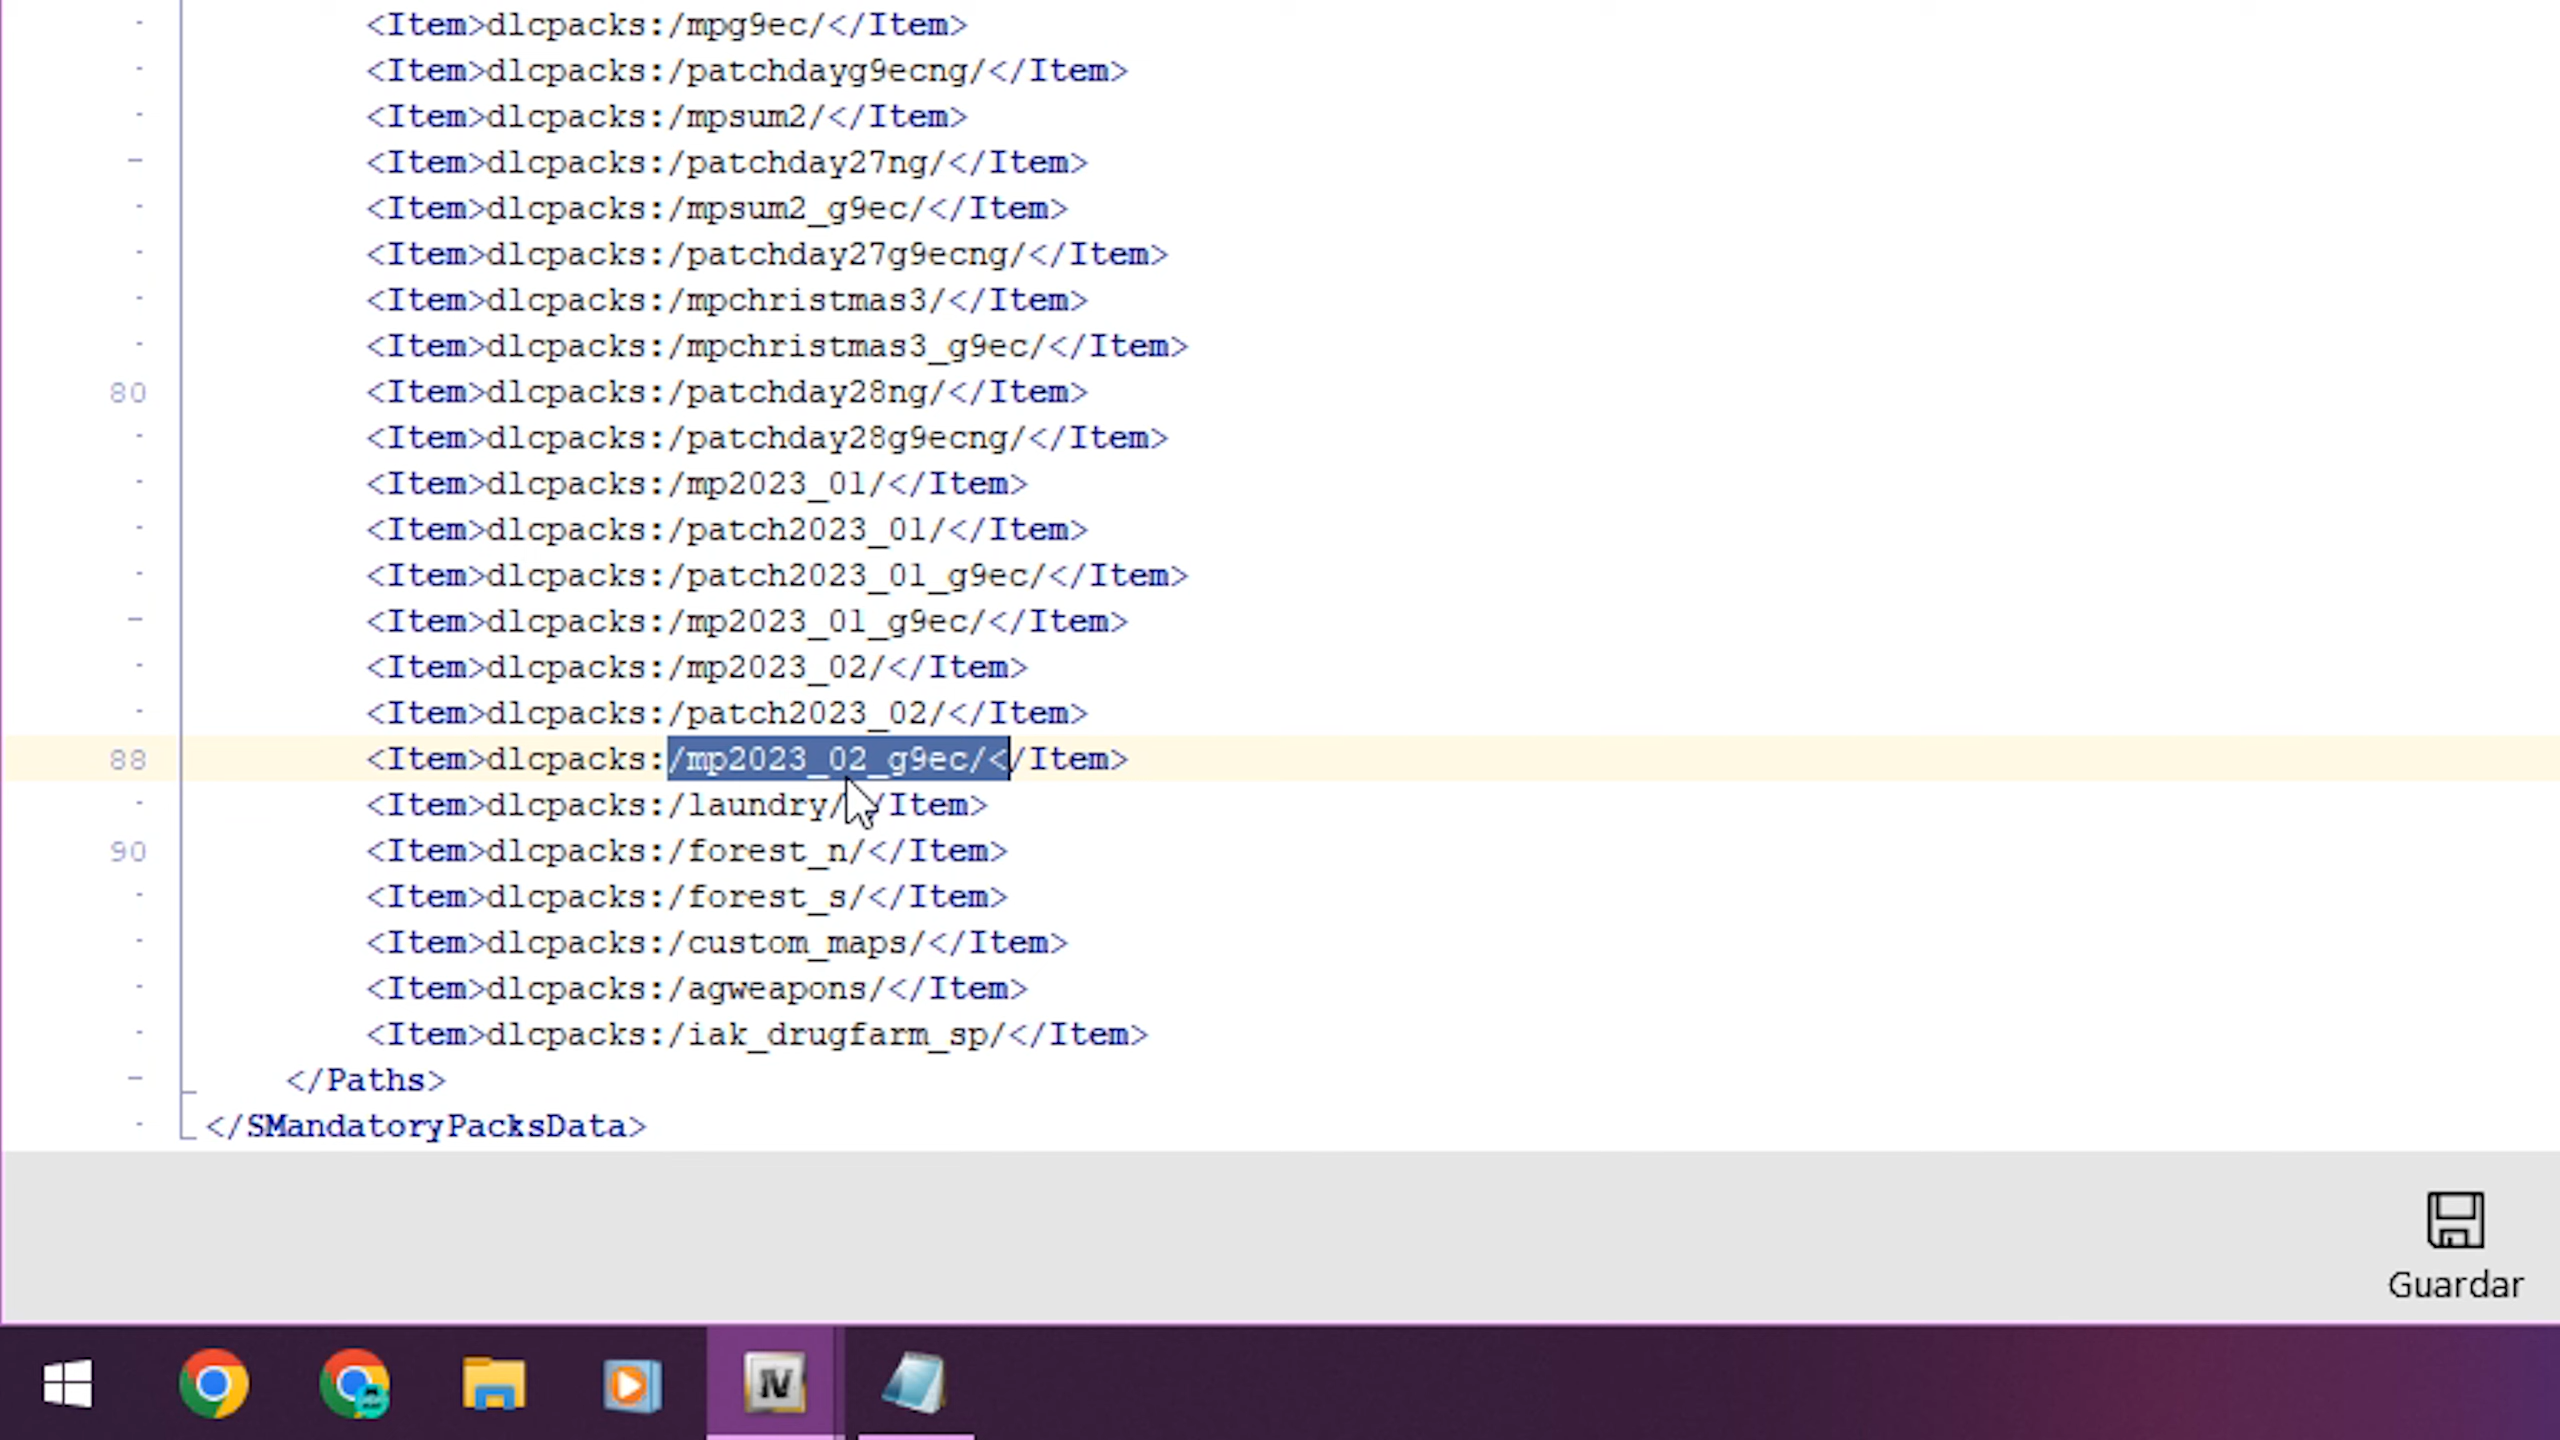 <Item>dlcpacks:/mpg9ec/</Item>
<Item>dlcpacks:/patchdayg9ecng/</Item>
<Item>dlcpacks:/mpsum2/</Item>
<Item>dlcpacks:/patchday27ng/</Item>
<Item>dlcpacks:/mpsum2_g9ec/</Item>
<Item>dlcpacks:/patchday27g9ecng/</Item>
<Item>dlcpacks:/mpchristmas3/</Item>
<Item>dlcpacks:/mpchristmas3_g9ec/</Item>
80 <Item>dlcpacks:/patchday28ng/</Item>
<Item>dlcpacks:/patchday28g9ecng/</Item>
<Item>dlcpacks:/mp2023_01/</Item>
<Item>dlcpacks:/patch2023_01/</Item>
<Item>dlcpacks:/patch2023_01_g9ec/</Item>
<Item>dlcpacks:/mp2023_01_g9ec/</Item>
<Item>dlcpacks:/mp2023_02/</Item>
<Item>dlcpacks:/patch2023_02/</Item>
88 <Item>dlcpacks:/mp2023_02_g9ec/</Item>
<Item>dlcpacks:/laundry/</Item>
90 <Item>dlcpacks:/forest_n/</Item>
<Item>dlcpacks:/forest_s/</Item>
<Item>dlcpacks:/custom_maps/</Item>
<Item>dlcpacks:/agweapons/</Item>
<Item>dlcpacks:/iak_drugfarm_sp/</Item>
</Paths>
</SMandatoryPacksData>
Guardar
IV